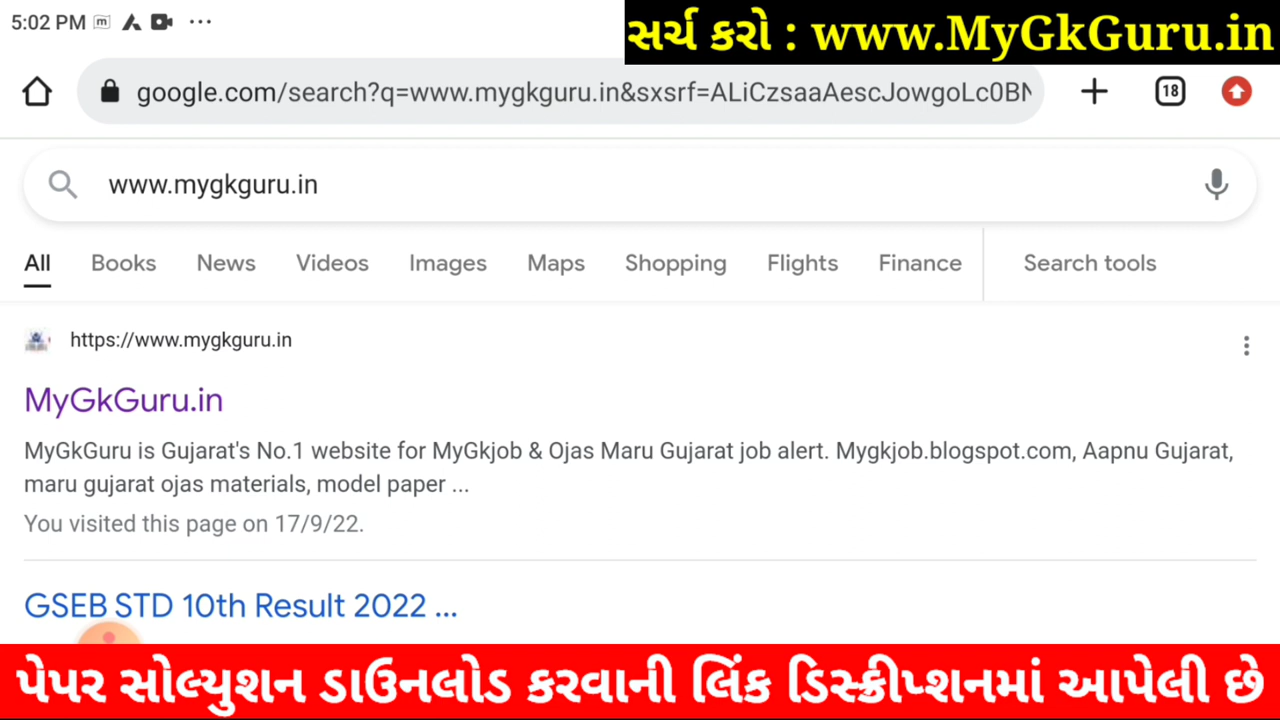 5:02 PM
સર્ચ કરો : www.MyGkGuru.in
google.com/search?q=www.mygkguru.in&sxsrf=ALiCzsaaAescJowgoLc0BN
18
www.mygkguru.in
All Books News Videos Images Maps Shopping Flights Finance Search tools
https://www.mygkguru.in
MyGkGuru.in
MyGkGuru is Gujarat's No.1 website for MyGkjob & Ojas Maru Gujarat job alert. Mygkjob.blogspot.com, Aapnu Gujarat,
maru gujarat ojas materials, model paper ...
You visited this page on 17/9/22.
GSEB STD 10th Result 2022 ...
પેપર સોલ્યુશન ડાઉનલોડ કરવાની લિંક ડિસ્ક્રીપ્શનમાં આપેલી છે